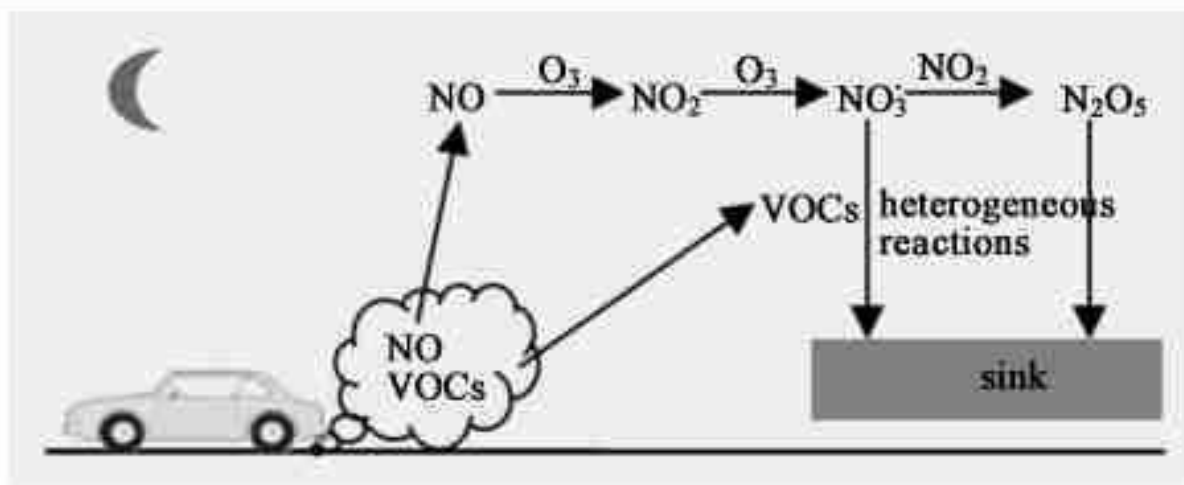 NO O₃ NO₂ O₃ NO₃· NO₂ N₂O₅
VOCs heterogeneous
reactions
NO
VOCs
sink